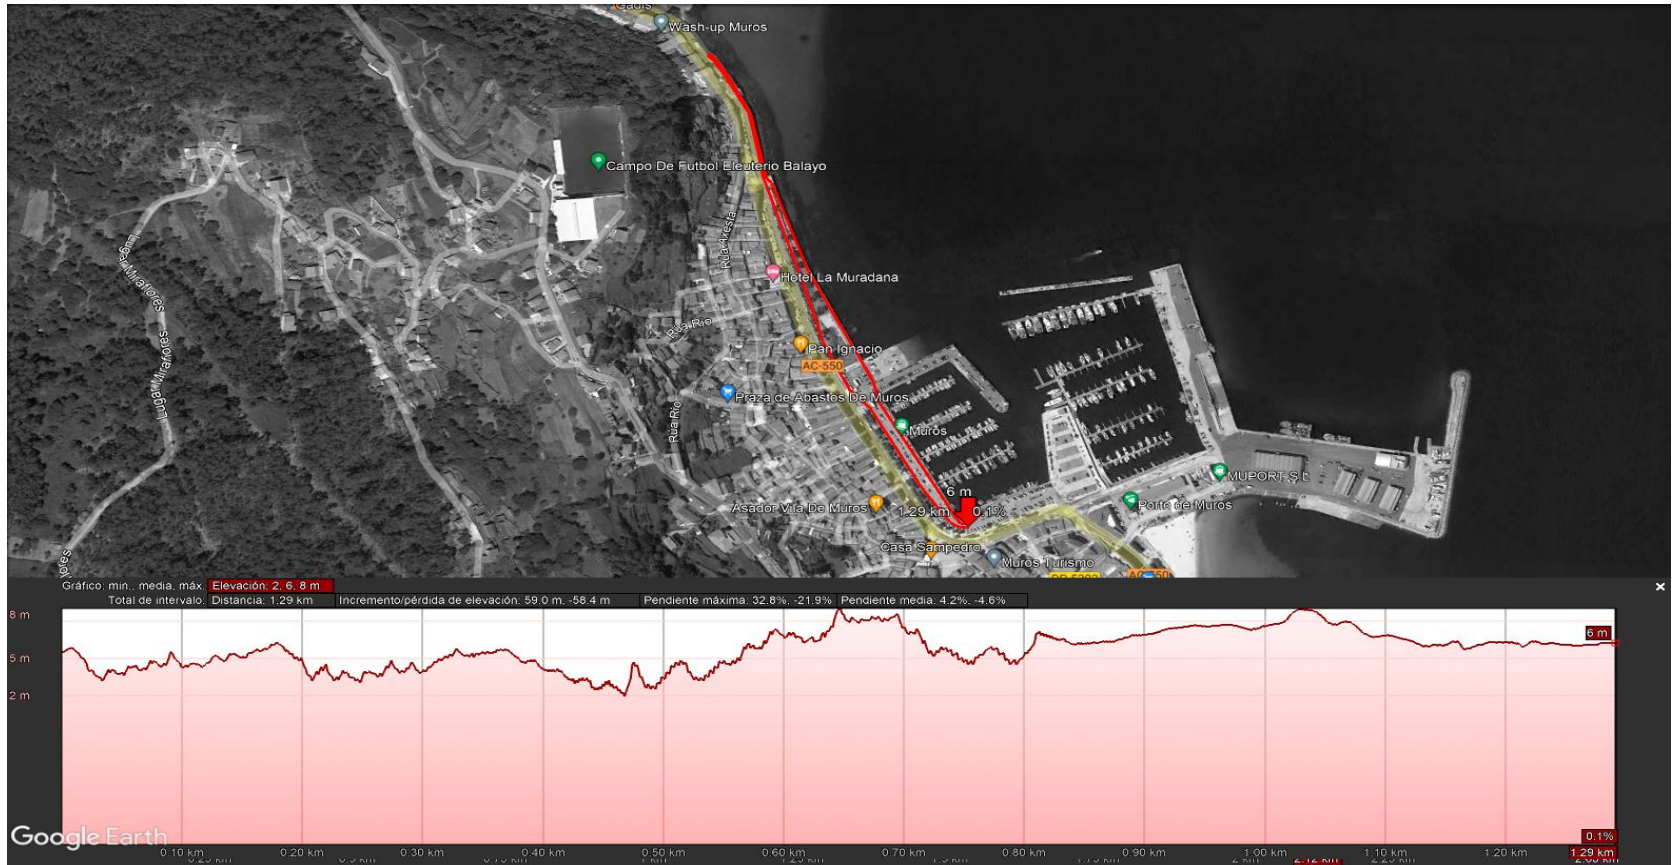 Gadis
Wash-up Muros
Campo De Futbol Eleuterio Balayo
Rúa Axesta
Lugar Miraflores
Lugar Miraflores
Hotel La Muradana
Rúa Río
Pan Ignacio
AC-550
Praza de Abastos De Muros
Rúa Río
Muros
MUPORT S.L
6 m
Asador Vila De Muros
1.29 km
0.1%
Porto de Muros
Casa Sampedro
Muros Turismo
Gráfico: min., media, máx. Elevación: 2, 6, 8 m
Total de intervalo: Distancia: 1.29 km Incremento/pérdida de elevación: 59.0 m, -58.4 m Pendiente máxima: 32.8%, -21.9% Pendiente media: 4.2%, -4.6%
8 m
6 m
5 m
2 m
Google Earth
0.1%
0.10 km 0.20 km 0.30 km 0.40 km 0.50 km 0.60 km 0.70 km 0.80 km 0.90 km 1.00 km 1.10 km 1.20 km 1.29 km